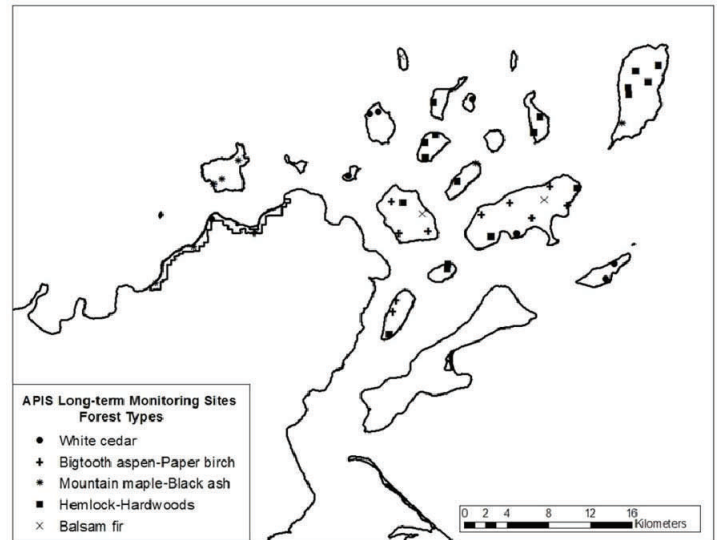 APIS Long-term Monitoring Sites
Forest Types
White cedar
Bigtooth aspen-Paper birch
Mountain maple-Black ash
Hemlock-Hardwoods
Balsam fir
0 2 4 8 12 16
Kilometers